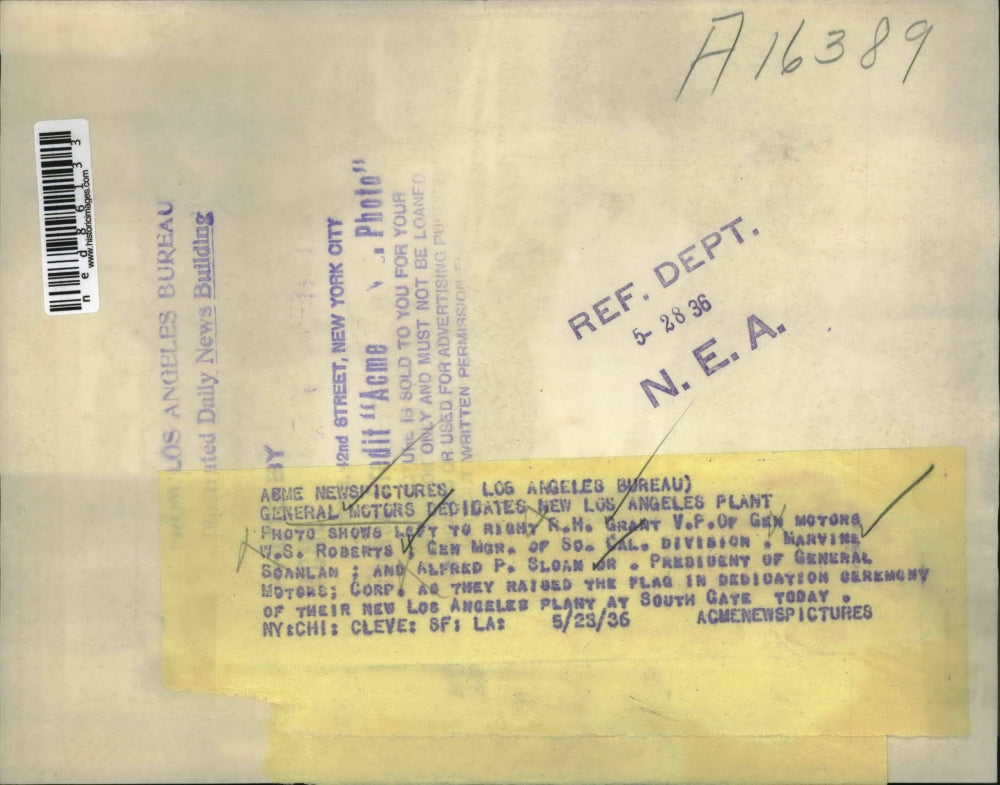 A16389
www.historicimages.com
ned86133
LOS ANGELES BUREAU
Daily News Building
BY
42nd STREET, NEW YORK CITY
"Acme Photo"
IS SOLD TO YOU FOR YOUR
ONLY AND MUST NOT BE LOANED
R USED FOR ADVERTISING
WRITTEN PERMISSION
REF. DEPT.
5-28 36
N. E. A.
ACME NEWSPICTURES LOS ANGELES BUREAU)
GENERAL MOTORS DEDIDATES NEW LOS ANGELES PLANT
PHOTO SHOWS LEFT TO RIGHT R.H. GRANT V.P.OF GEN MOTORS
W.S. ROBERTS , GEN MGR. OF SO. CAL. DIVISION . MARVINE
SCANLAN ; AND ALFRED P. SLOAN JR . PRESIDENT OF GENERAL
MOTORS; CORP. AS THEY RAISED THE FLAG IN DEDICATION CEREMONY
OF THEIR NEW LOS ANGELES PLANT AT SOUTH GATE TODAY .
NY:CHI: CLEVE: SF: LA: 5/23/36 ACMENEWSPICTURES